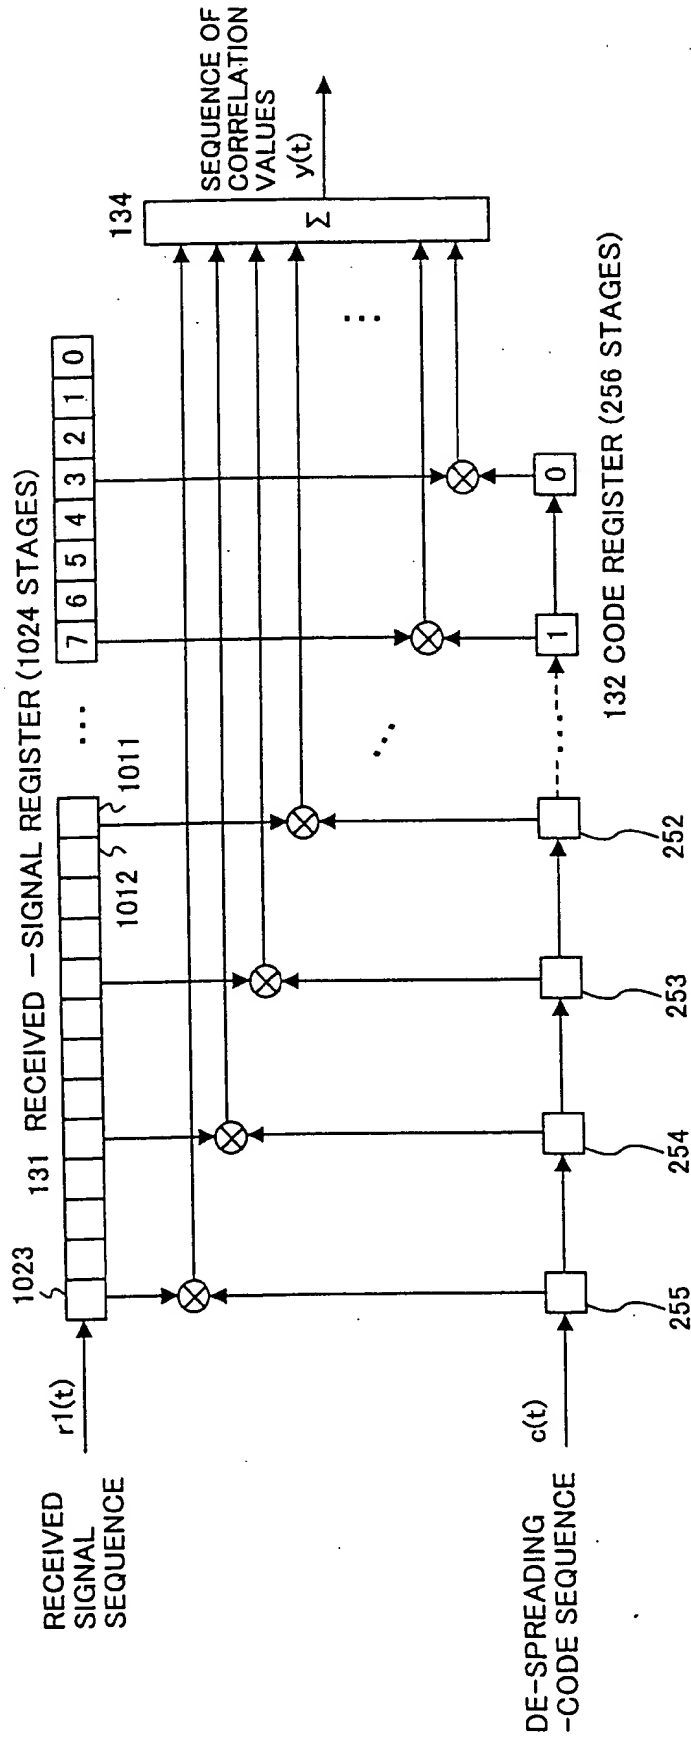 RECEIVED
SIGNAL
SEQUENCE
r1(t)
1023
131 RECEIVED -SIGNAL REGISTER (1024 STAGES)
1012
1011
...
7 6 5 4 3 2 1 0
134
Σ
SEQUENCE OF
CORRELATION
VALUES
y(t)
...
...
DE-SPREADING
-CODE SEQUENCE
c(t)
255
254
253
252
...
1
0
132 CODE REGISTER (256 STAGES)